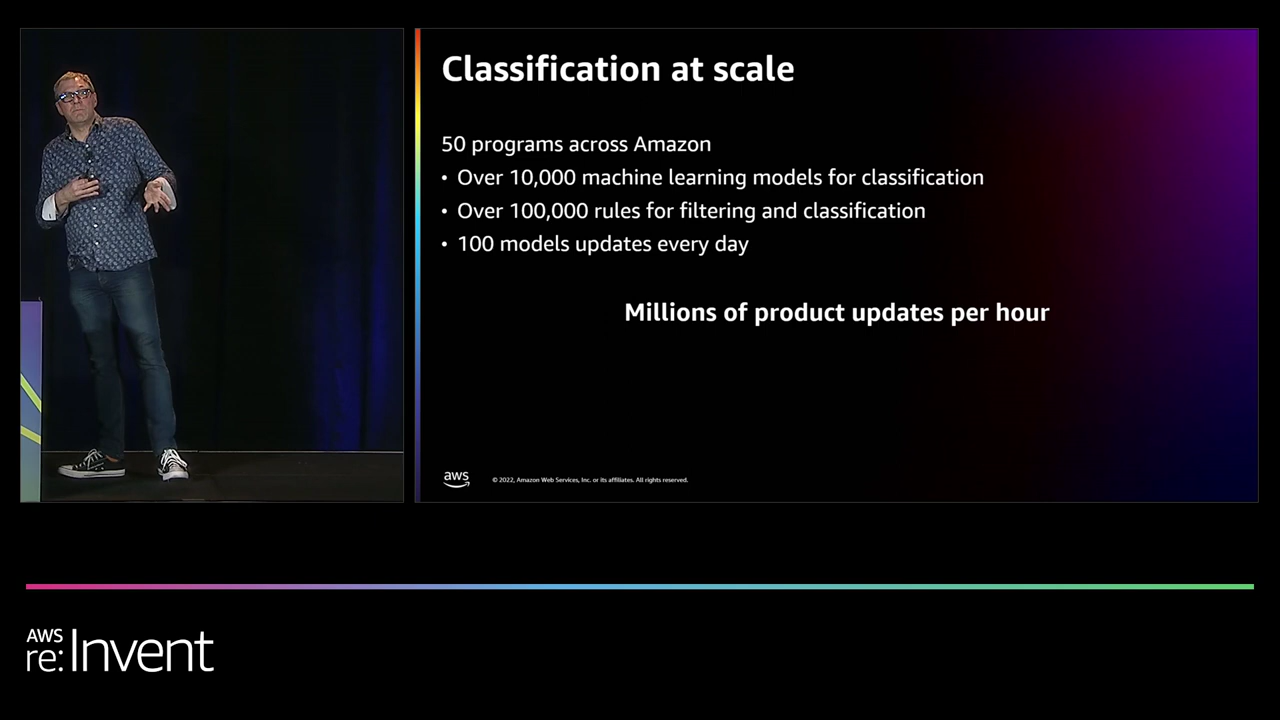 Classification at scale
50 programs across Amazon
• Over 10,000 machine learning models for classification
• Over 100,000 rules for filtering and classification
• 100 models updates every day
Millions of product updates per hour
aws
© 2022, Amazon Web Services, Inc. or its affiliates. All rights reserved.
AWS
re:Invent